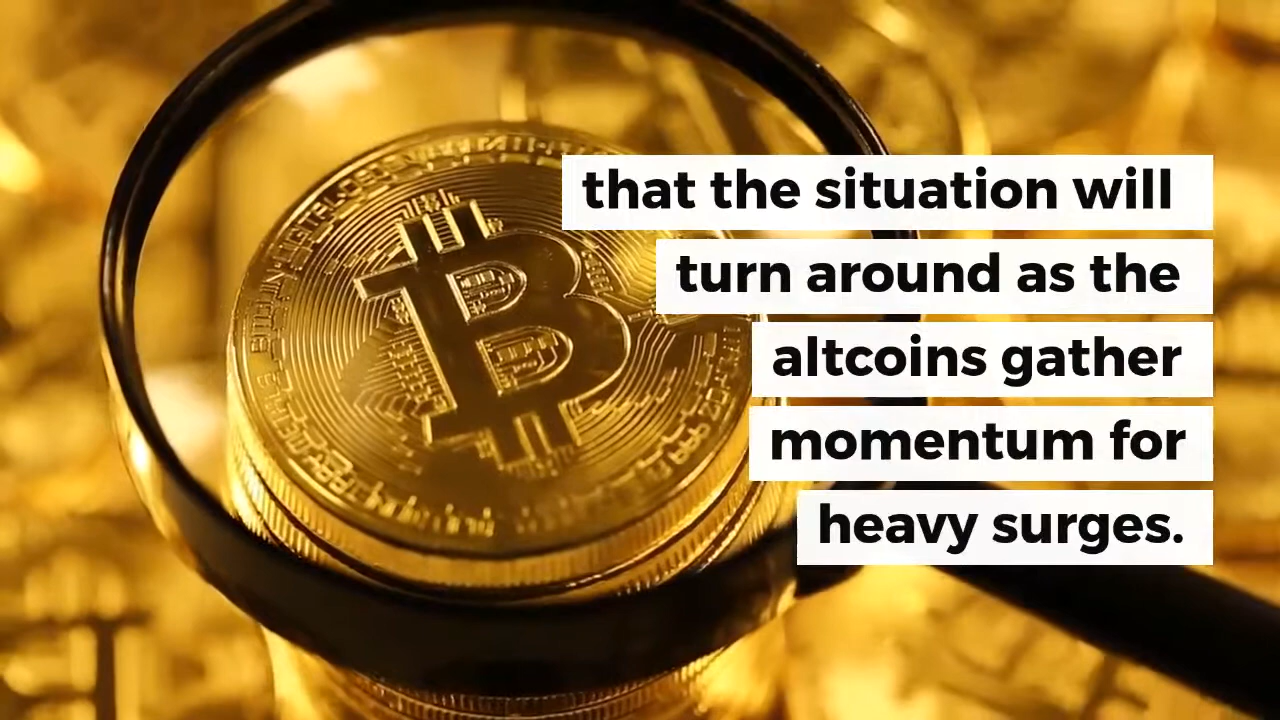 that the situation will
turn around as the
altcoins gather
momentum for
heavy surges.